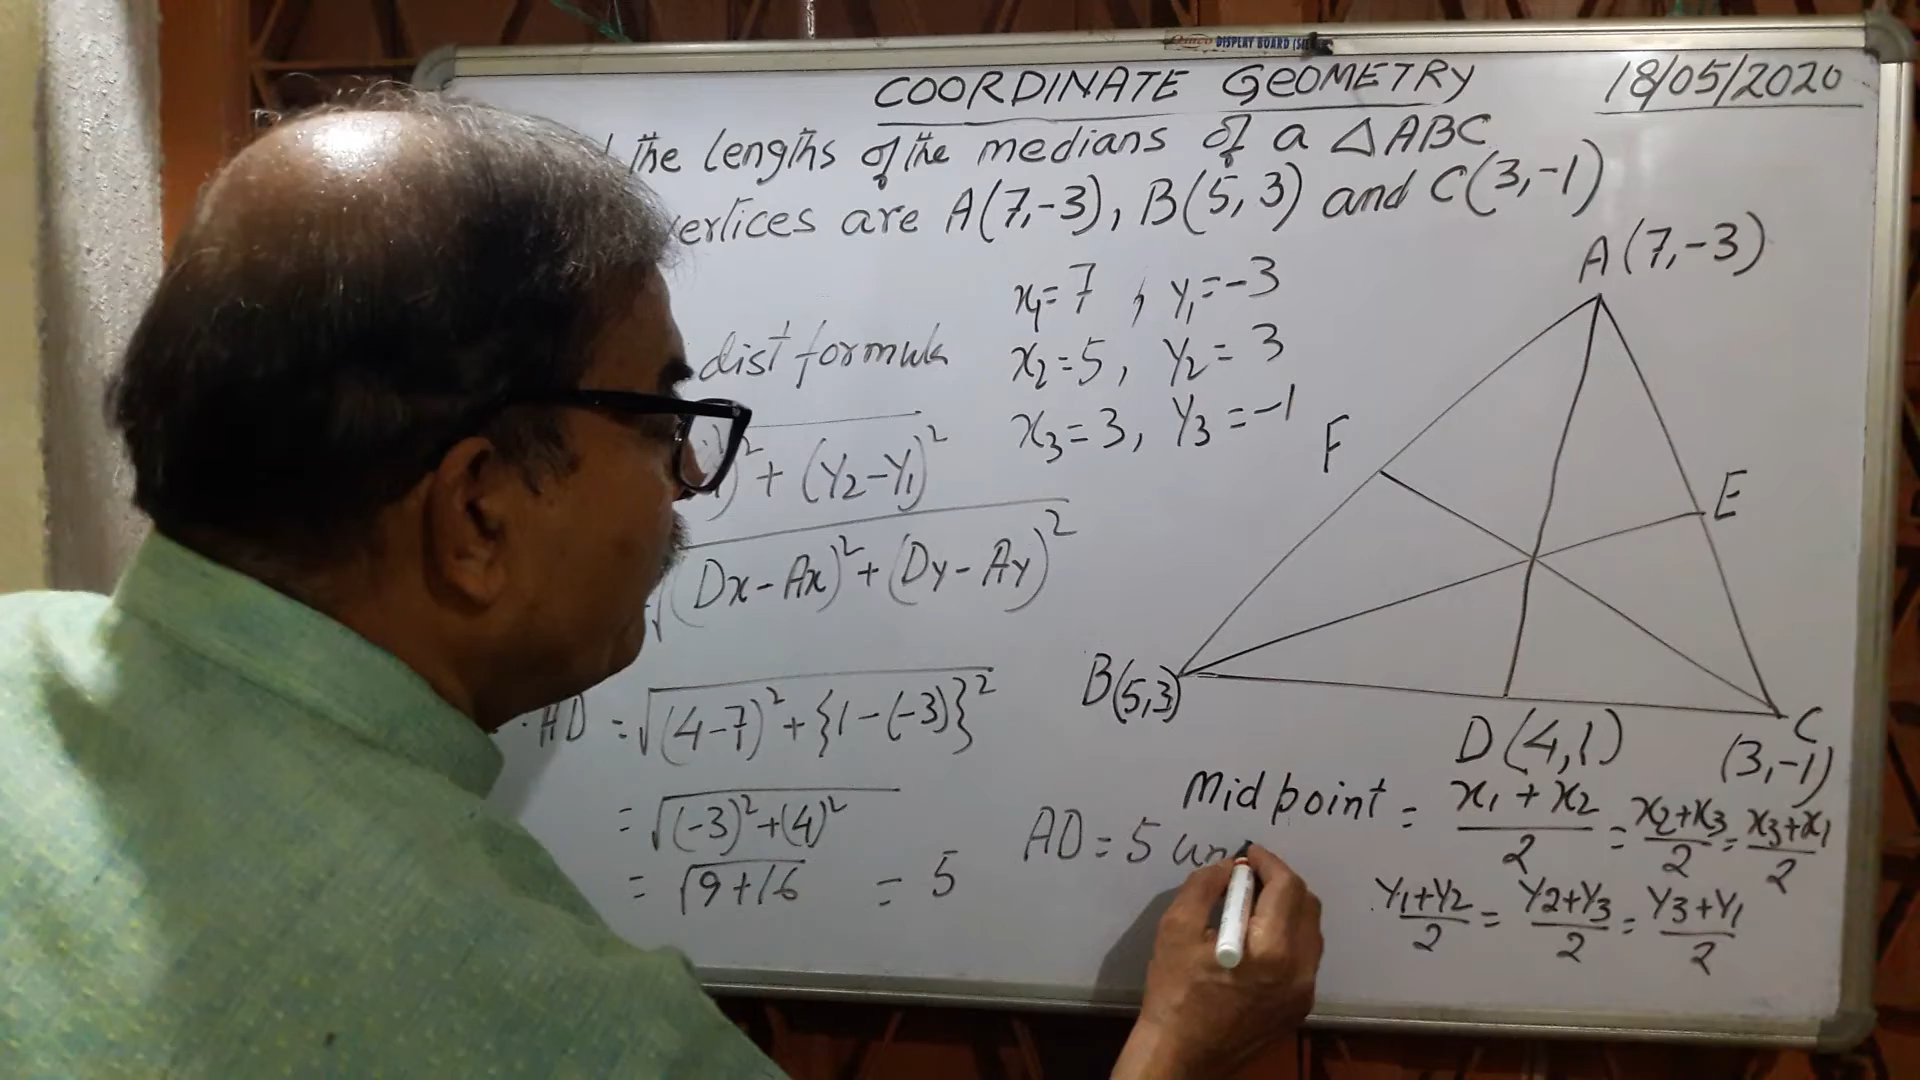 Omeo DISPLAY BOARD
COORDINATE GEOMETRY
18/05/2020
the lengths of the medians of a △ABC
vertices are A(7,-3), B(5,3) and C(3,-1)
A(7,-3)
x₁=7 , y₁=-3
x₂=5, y₂=3
x₃=3, y₃=-1
dist formula
)²+(y₂-y₁)²
√(Dx-Ax)²+(Dy-Ay)²
F
E
B(5,3)
D(4,1)
C
(3,-1)
AD =√(4-7)²+{1-(-3)}²
=√(-3)²+(4)²
=√9+16 = 5
AD=5
Midpoint = x₁+x₂/2 = x₂+x₃/2 = x₃+x₁/2
y₁+y₂/2 = y₂+y₃/2 = y₃+y₁/2